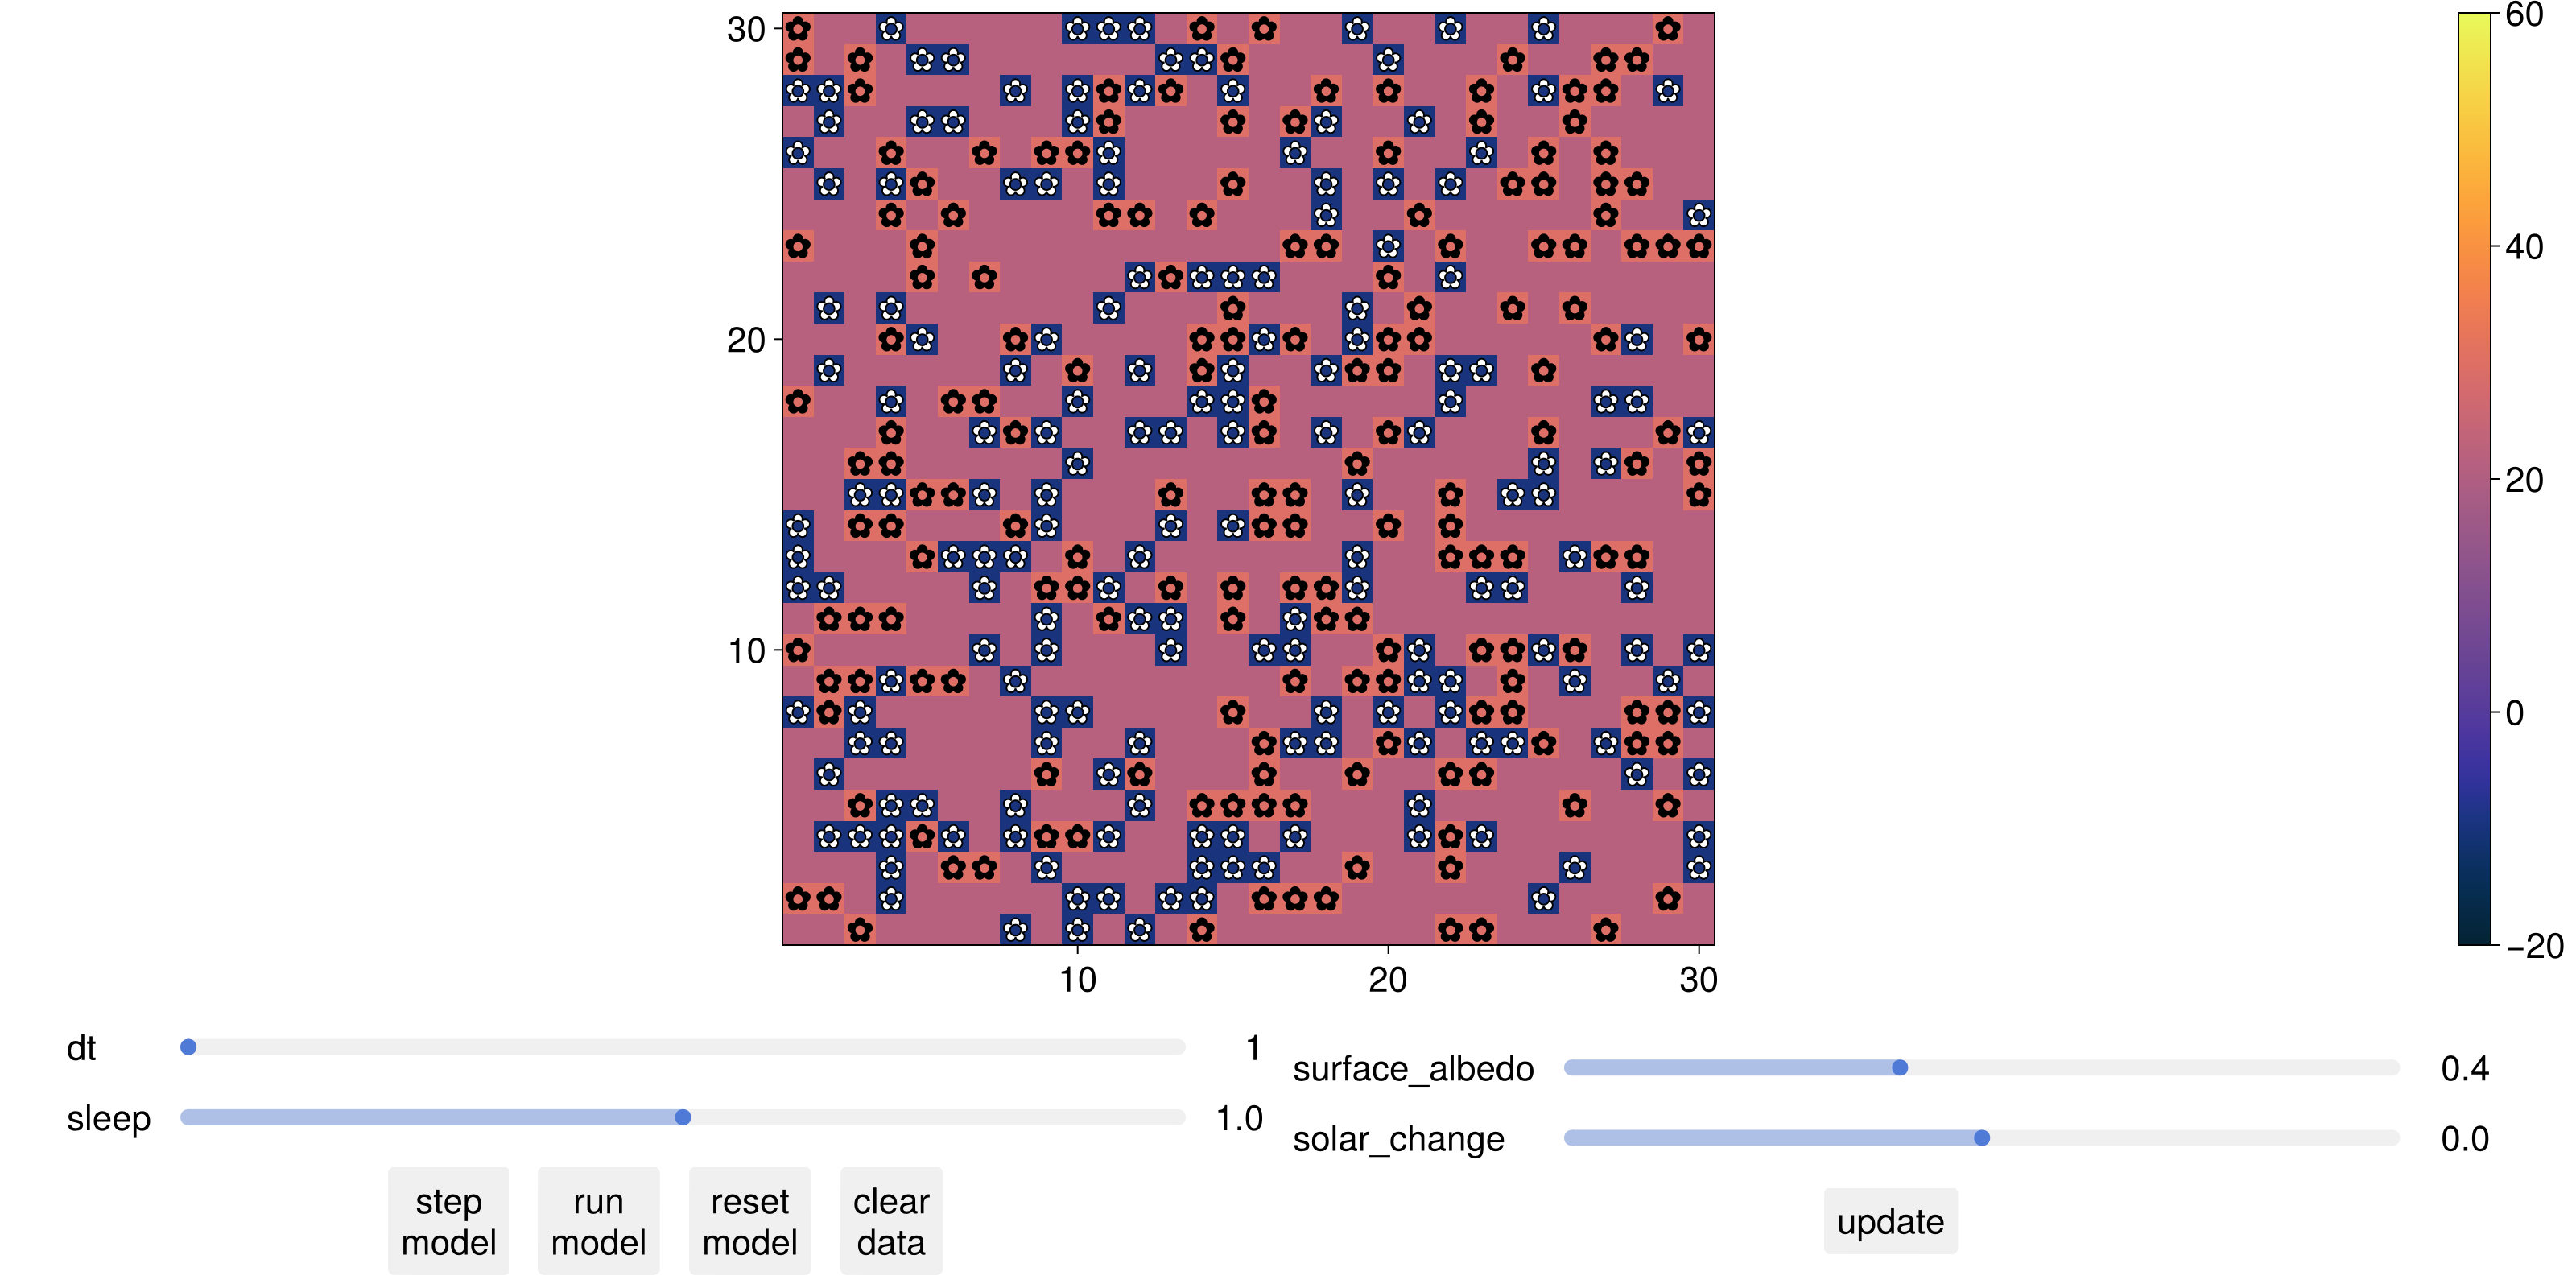 30
20
10
10 20 30
60
40
20
0
−20
dt 1
sleep 1.0
step model
run model
reset model
clear data
surface_albedo 0.4
solar_change 0.0
update